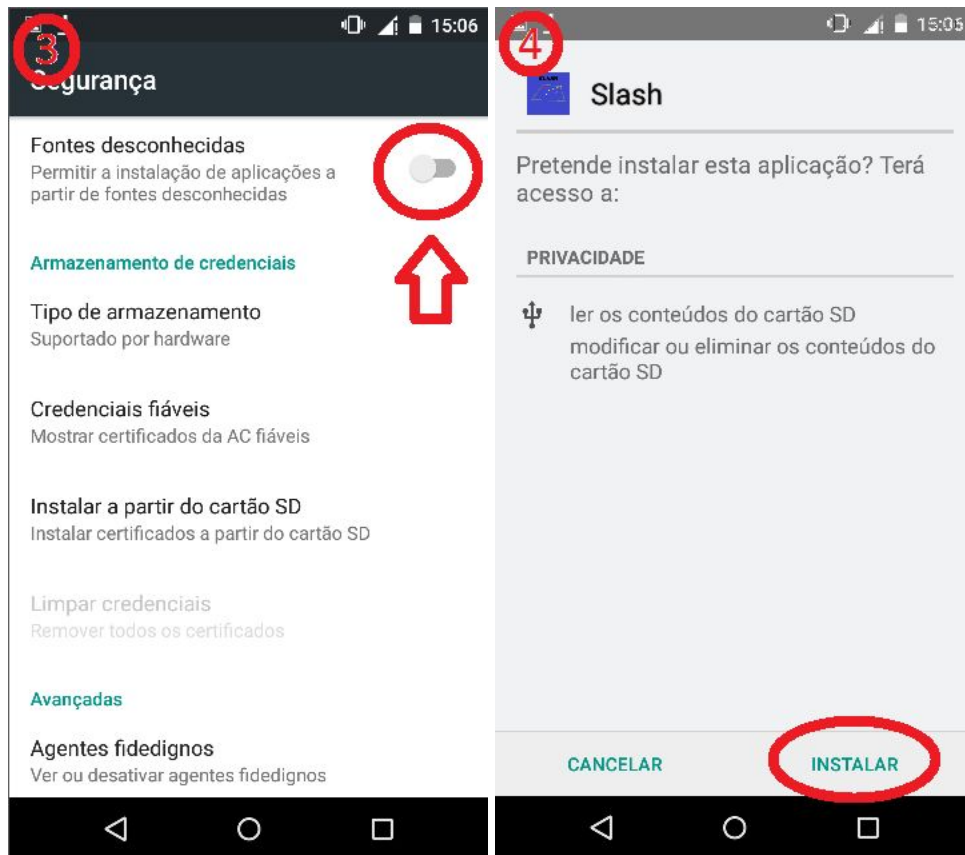 3
15:06
Segurança
Fontes desconhecidas
Permitir a instalação de aplicações a
partir de fontes desconhecidas
Armazenamento de credenciais
Tipo de armazenamento
Suportado por hardware
Credenciais fiáveis
Mostrar certificados da AC fiáveis
Instalar a partir do cartão SD
Instalar certificados a partir do cartão SD
Limpar credenciais
Remover todos os certificados
Avançadas
Agentes fidedignos
Ver ou desativar agentes fidedignos
4
15:05
Slash
Pretende instalar esta aplicação? Terá
acesso a:
PRIVACIDADE
ler os conteúdos do cartão SD
modificar ou eliminar os conteúdos do
cartão SD
CANCELAR
INSTALAR